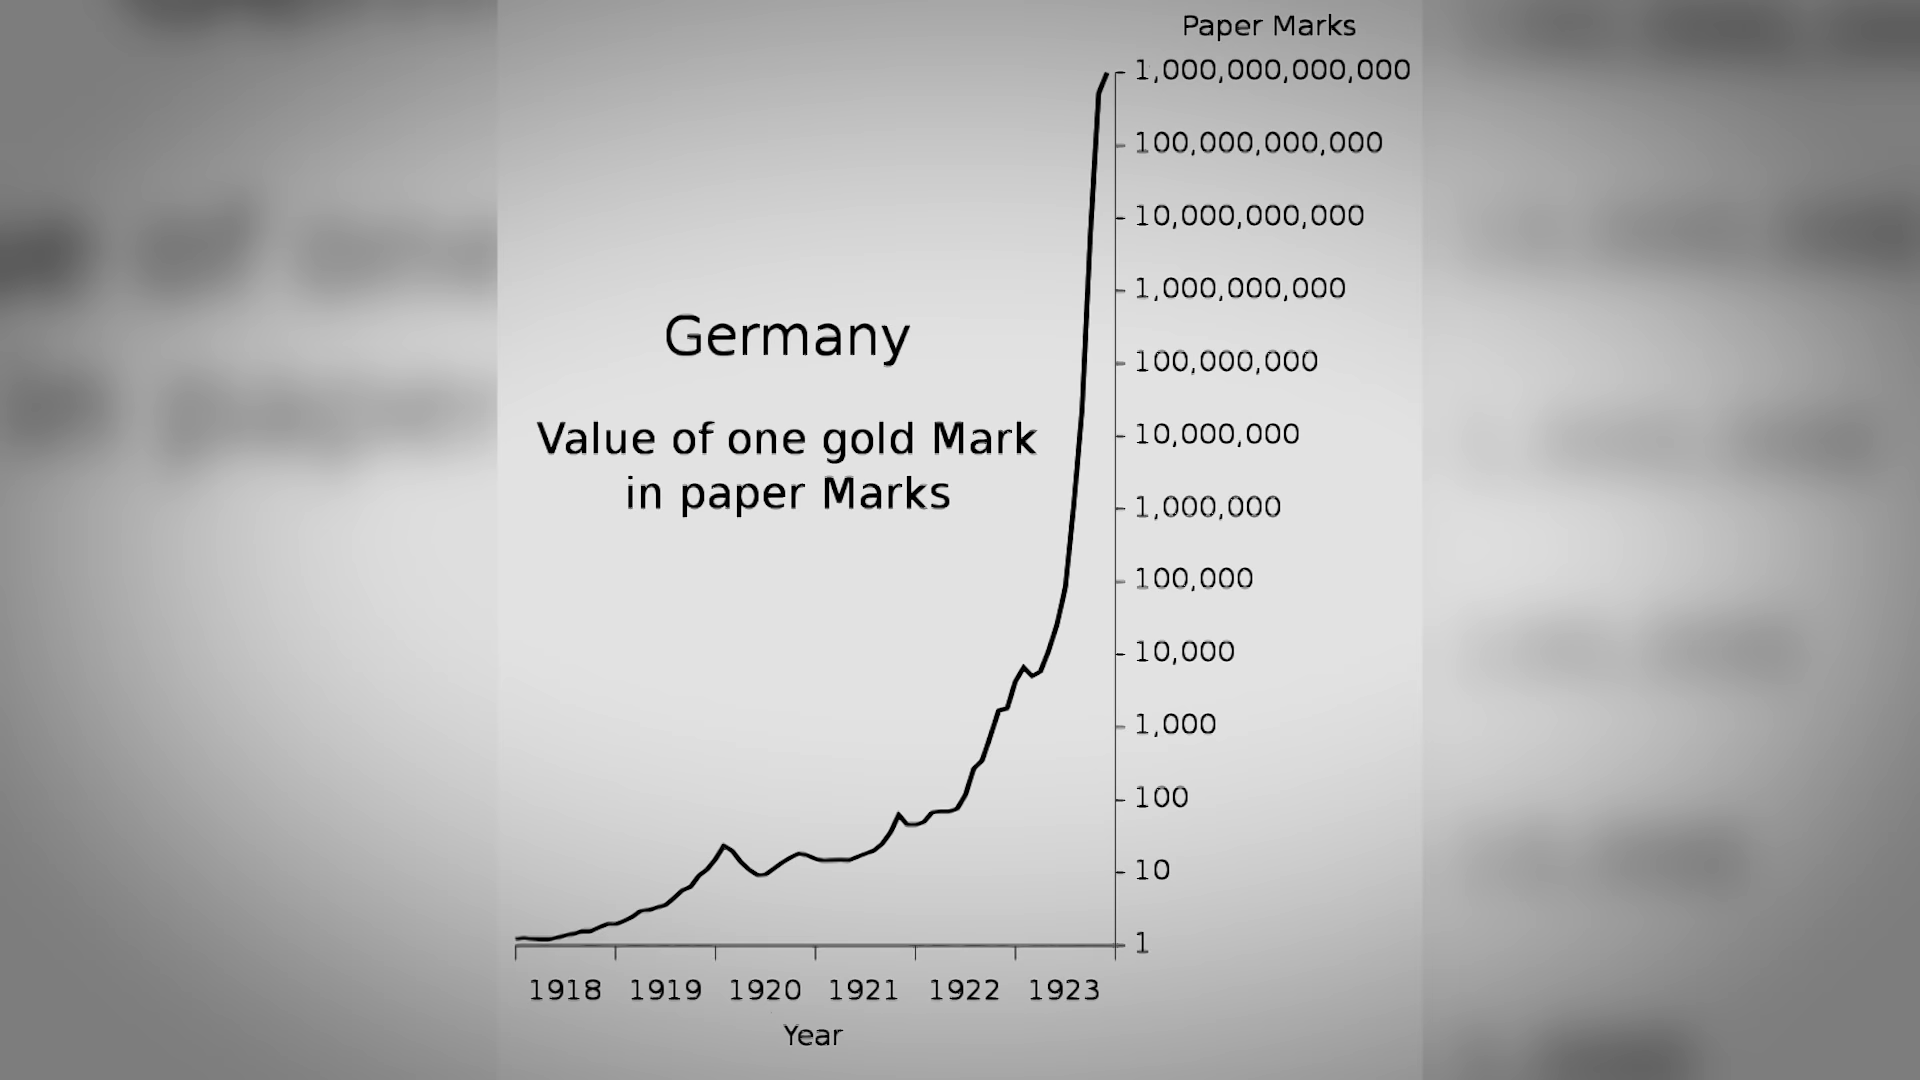 Paper Marks
1,000,000,000,000
100,000,000,000
10,000,000,000
1,000,000,000
100,000,000
10,000,000
1,000,000
100,000
10,000
1,000
100
10
1
Germany
Value of one gold Mark
in paper Marks
1918 1919 1920 1921 1922 1923
Year